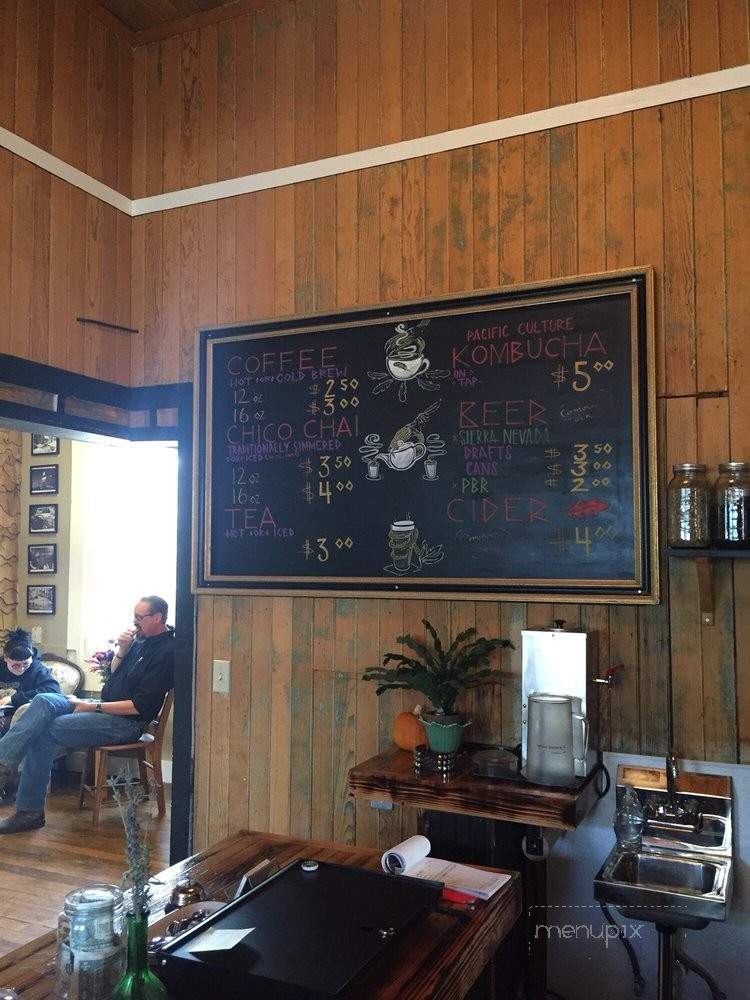 COFFEE
HOT OR COLD BREW
12 oz $2.50
16 oz $3.00
CHICO CHAI
TRADITIONALLY SIMMERED
12 oz $3.50
16 oz $4.00
TEA
HOT OR ICED
$3.00
PACIFIC CULTURE
KOMBUCHA
ON TAP
$5.00
BEER
SIERRA NEVADA
DRAFTS $3.50
CANS $3.00
PBR $2.00
CIDER
$4.00
menupix